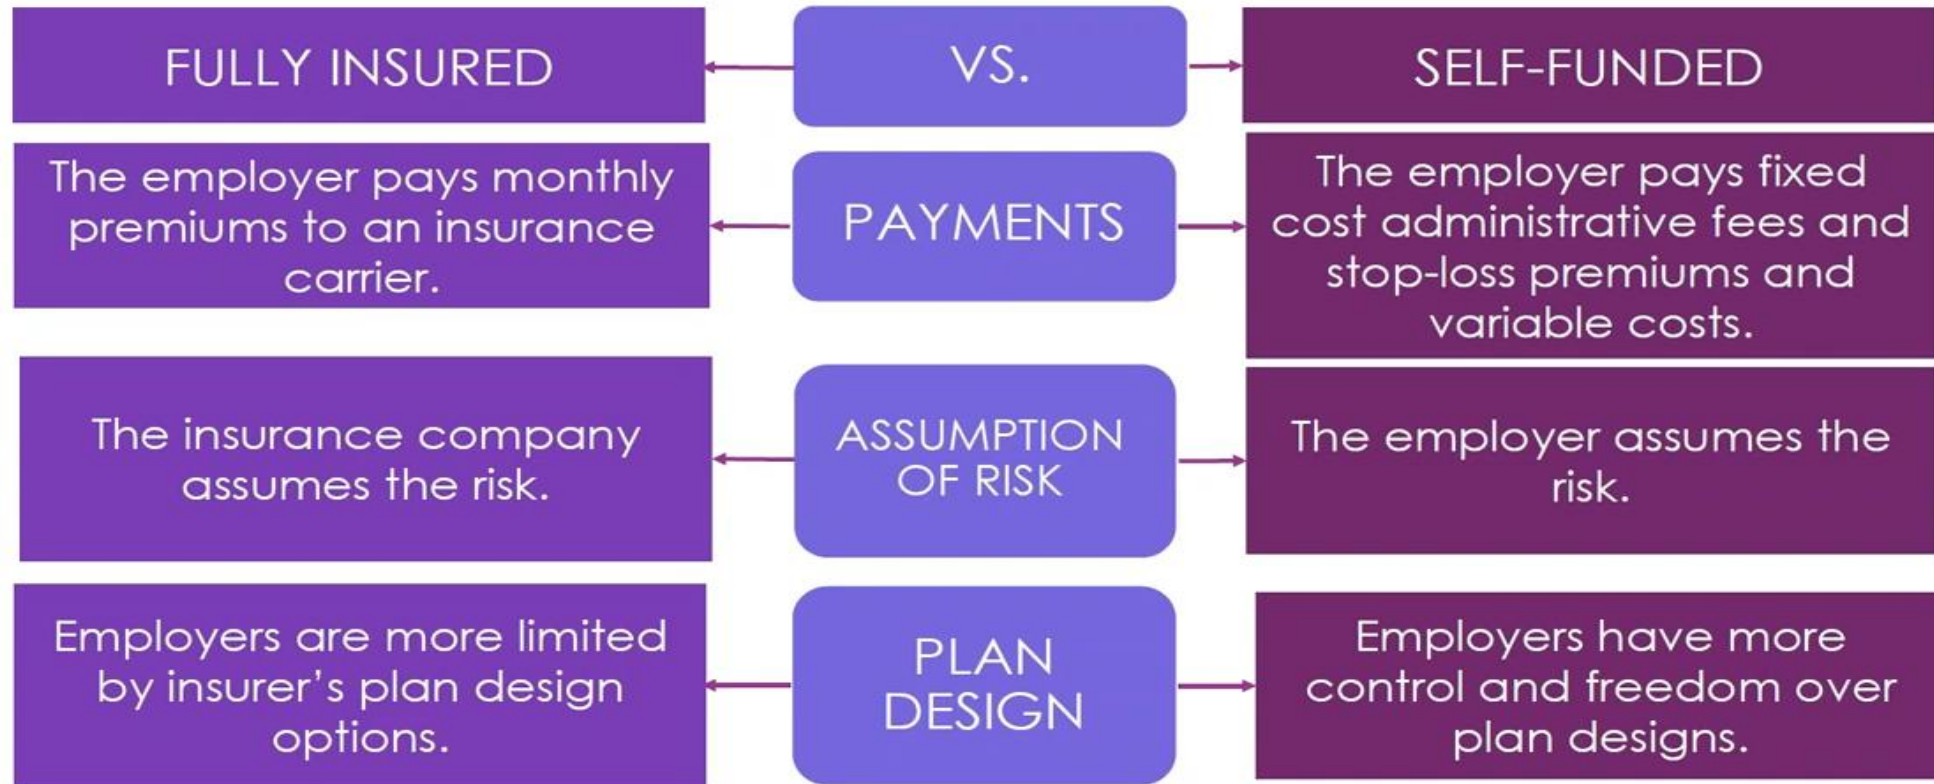 FULLY INSURED
VS.
SELF-FUNDED
The employer pays monthly
premiums to an insurance
carrier.
PAYMENTS
The employer pays fixed
cost administrative fees and
stop-loss premiums and
variable costs.
The insurance company
assumes the risk.
ASSUMPTION
OF RISK
The employer assumes the
risk.
Employers are more limited
by insurer’s plan design
options.
PLAN
DESIGN
Employers have more
control and freedom over
plan designs.